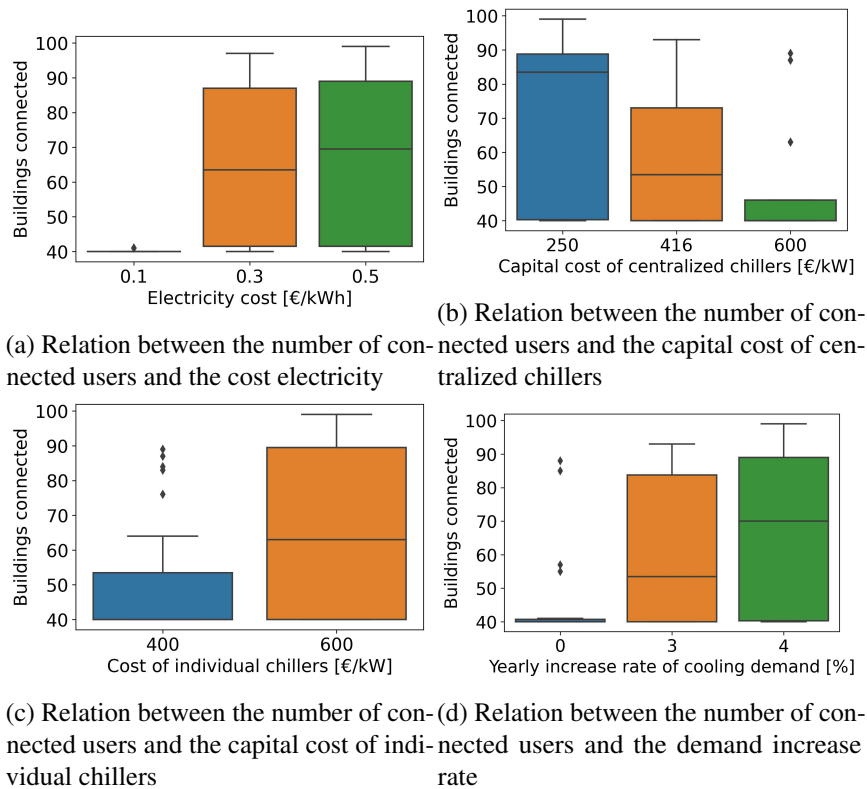 100
90
80
70
60
50
40
Buildings connected
0.1 0.3 0.5
Electricity cost [€/kWh]
(a) Relation between the number of con-
nected users and the cost electricity
100
90
80
70
60
50
40
Buildings connected
250 416 600
Capital cost of centralized chillers [€/kW]
(b) Relation between the number of con-
nected users and the capital cost of cen-
tralized chillers
100
90
80
70
60
50
40
Buildings connected
400 600
Cost of individual chillers [€/kW]
(c) Relation between the number of con-
nected users and the capital cost of indi-
vidual chillers
100
90
80
70
60
50
40
Buildings connected
0 3 4
Yearly increase rate of cooling demand [%]
(d) Relation between the number of con-
nected users and the demand increase
rate